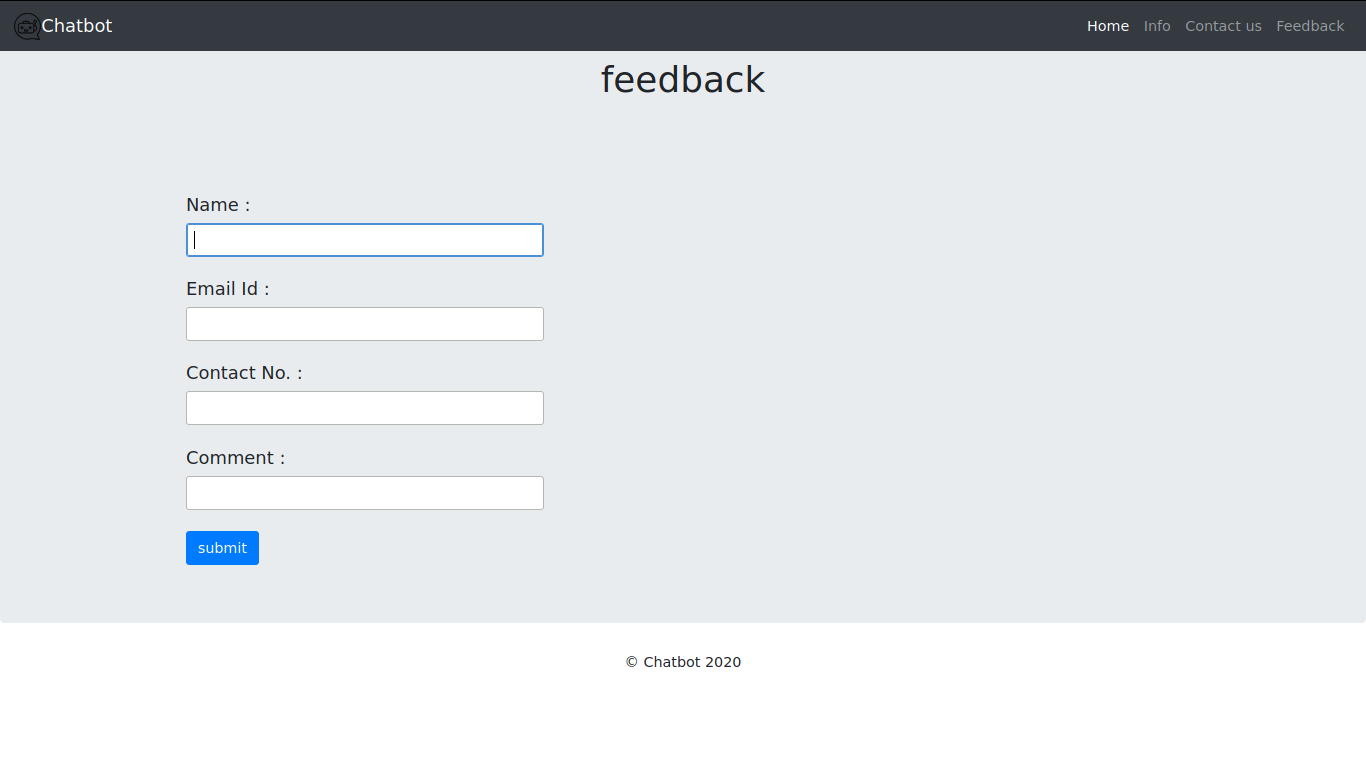 Chatbot
Home Info Contact us Feedback
feedback
Name :
Email Id :
Contact No. :
Comment :
submit
© Chatbot 2020